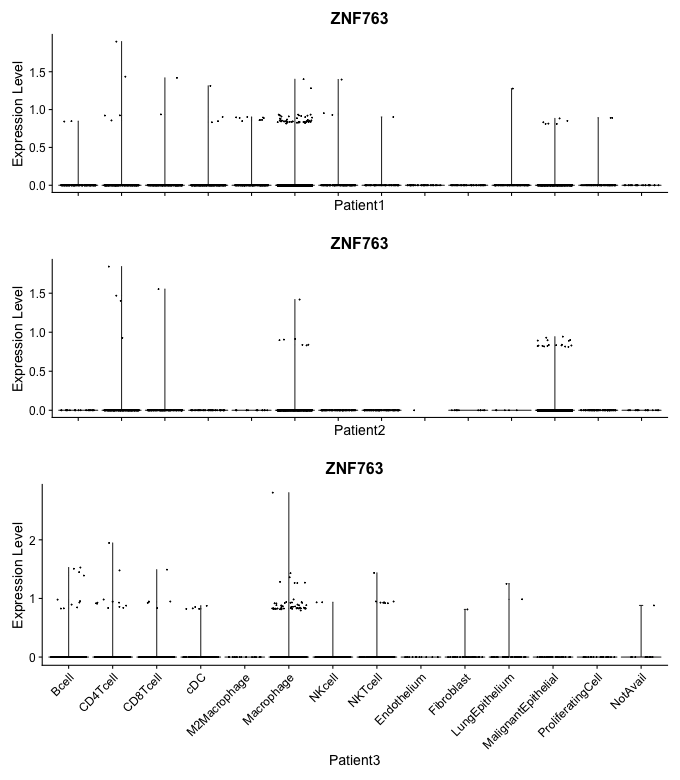 ZNF763
Expression Level
1.5
1.0
0.5
0.0
Patient1
ZNF763
Expression Level
1.5
1.0
0.5
0.0
Patient2
ZNF763
Expression Level
2
1
0
Bcell
CD4Tcell
CD8Tcell
cDC
M2Macrophage
Macrophage
NKcell
NKTcell
Endothelium
Fibroblast
LungEpithelium
MalignantEpithelial
ProliferatingCell
NotAvail
Patient3